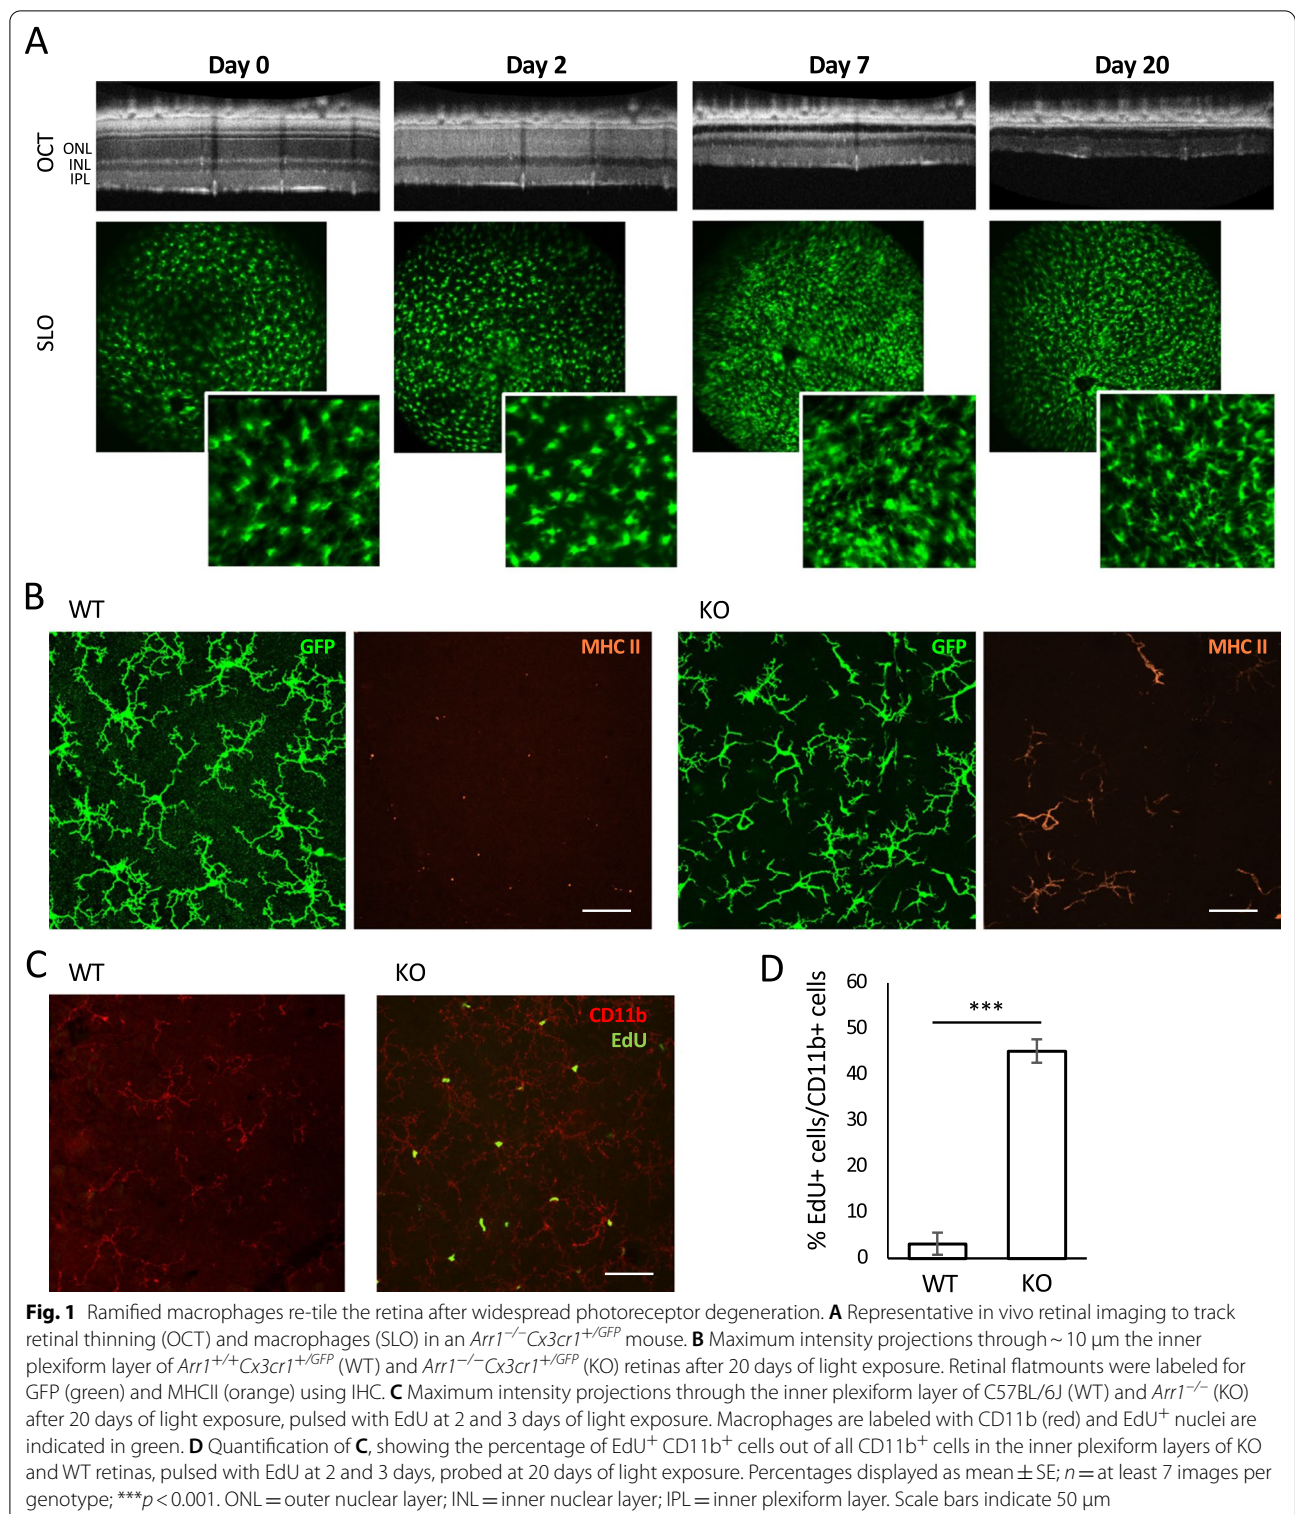 A
Day 0
Day 2
Day 7
Day 20
OCT
ONL
INL
IPL
SLO
B
WT
KO
GFP
MHC II
GFP
MHC II
C
WT
KO
CD11b
EdU
D
% EdU+ cells/CD11b+ cells
60
50
40
30
20
10
0
***
WT
KO
Fig. 1 Ramified macrophages re-tile the retina after widespread photoreceptor degeneration. A Representative in vivo retinal imaging to track
retinal thinning (OCT) and macrophages (SLO) in an Arr1−/−Cx3cr1+/GFP mouse. B Maximum intensity projections through ~ 10 μm the inner
plexiform layer of Arr1+/+Cx3cr1+/GFP (WT) and Arr1−/−Cx3cr1+/GFP (KO) retinas after 20 days of light exposure. Retinal flatmounts were labeled for
GFP (green) and MHCII (orange) using IHC. C Maximum intensity projections through the inner plexiform layer of C57BL/6J (WT) and Arr1−/− (KO)
after 20 days of light exposure, pulsed with EdU at 2 and 3 days of light exposure. Macrophages are labeled with CD11b (red) and EdU+ nuclei are
indicated in green. D Quantification of C, showing the percentage of EdU+ CD11b+ cells out of all CD11b+ cells in the inner plexiform layers of KO
and WT retinas, pulsed with EdU at 2 and 3 days, probed at 20 days of light exposure. Percentages displayed as mean ± SE; n = at least 7 images per
genotype; ***p < 0.001. ONL = outer nuclear layer; INL = inner nuclear layer; IPL = inner plexiform layer. Scale bars indicate 50 μm